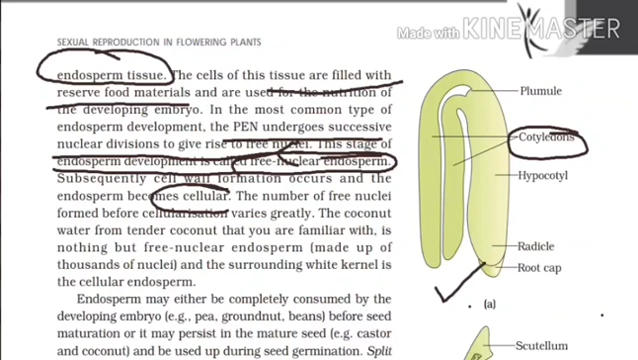 Made with KINEMASTER
SEXUAL REPRODUCTION IN FLOWERING PLANTS
endosperm tissue. The cells of this tissue are filled with
reserve food materials and are used for the nutrition of
the developing embryo. In the most common type of
endosperm development, the PEN undergoes successive
nuclear divisions to give rise to free nuclei. This stage of
endosperm development is called free-nuclear endosperm.
Subsequently cell wall formation occurs and the
endosperm becomes cellular. The number of free nuclei
formed before cellularisation varies greatly. The coconut
water from tender coconut that you are familiar with, is
nothing but free-nuclear endosperm (made up of
thousands of nuclei) and the surrounding white kernel is
the cellular endosperm.
Endosperm may either be completely consumed by the
developing embryo (e.g., pea, groundnut, beans) before seed
maturation or it may persist in the mature seed (e.g. castor
and coconut) and be used up during seed germination. Split
Plumule
Cotyledons
Hypocotyl
Radicle
Root cap
(a)
Scutellum